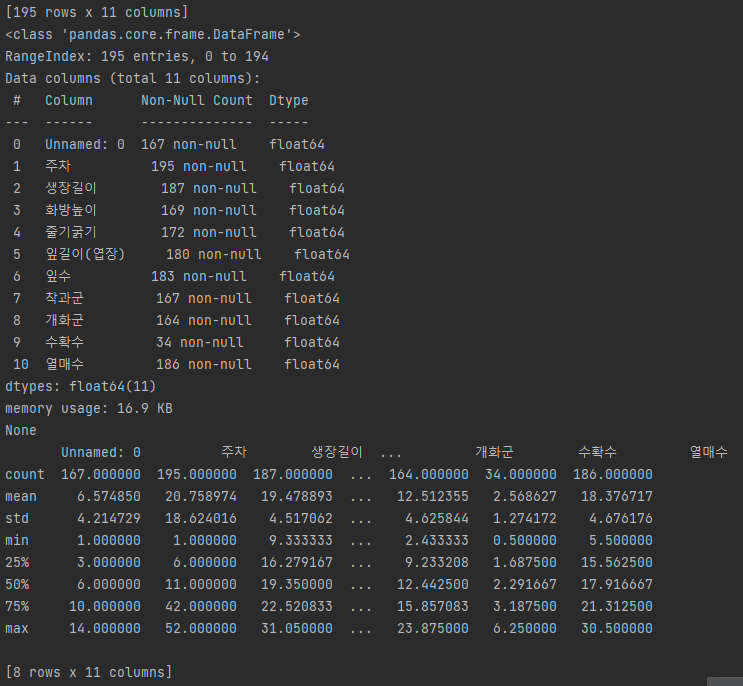 [195 rows x 11 columns]
<class 'pandas.core.frame.DataFrame'>
RangeIndex: 195 entries, 0 to 194
Data columns (total 11 columns):
 #   Column      Non-Null Count  Dtype
---  ------      --------------  -----
 0   Unnamed: 0  167 non-null    float64
 1   주차          195 non-null    float64
 2   생장길이        187 non-null    float64
 3   화방높이        169 non-null    float64
 4   줄기굵기        172 non-null    float64
 5   잎길이(엽장)     180 non-null    float64
 6   잎수          183 non-null    float64
 7   착과군         167 non-null    float64
 8   개화군         164 non-null    float64
 9   수확수         34 non-null     float64
 10  열매수         186 non-null    float64
dtypes: float64(11)
memory usage: 16.9 KB
None
       Unnamed: 0          주차        생장길이  ...         개화군        수확수         열매수
count  167.000000  195.000000  187.000000  ...  164.000000  34.000000  186.000000
mean     6.574850   20.758974   19.478893  ...   12.512355   2.568627   18.376717
std      4.214729   18.624016    4.517062  ...    4.625844   1.274172    4.676176
min      1.000000    1.000000    9.333333  ...    2.433333   0.500000    5.500000
25%      3.000000    6.000000   16.279167  ...    9.233208   1.687500   15.562500
50%      6.000000   11.000000   19.350000  ...   12.442500   2.291667   17.916667
75%     10.000000   42.000000   22.520833  ...   15.857083   3.187500   21.312500
max     14.000000   52.000000   31.050000  ...   23.875000   6.250000   30.500000
[8 rows x 11 columns]